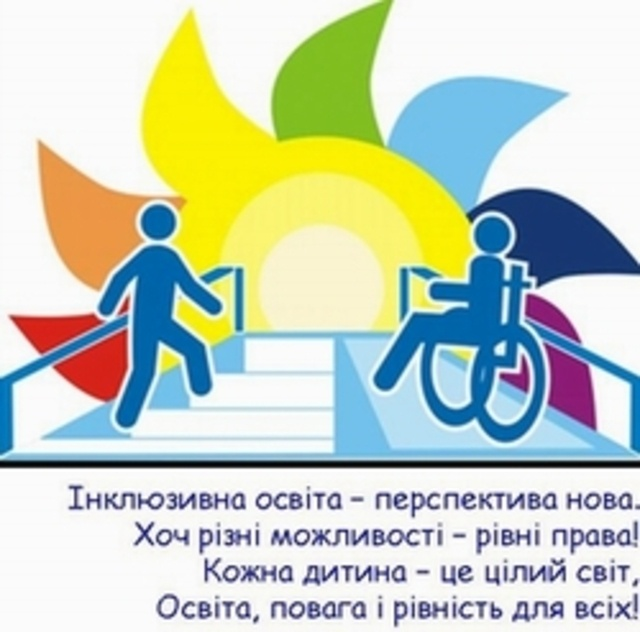 Інклюзивна освіта – перспектива нова.
Хоч різні можливості – рівні права!
Кожна дитина – це цілий світ,
Освіта, повага і рівність для всіх!